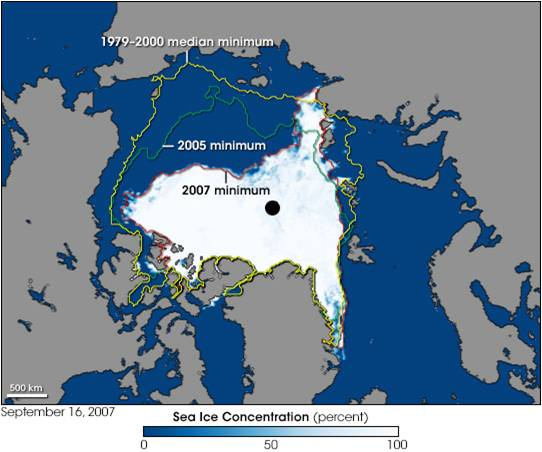 1979–2000 median minimum
2005 minimum
2007 minimum
500 km
September 16, 2007
Sea Ice Concentration (percent)
0 50 100